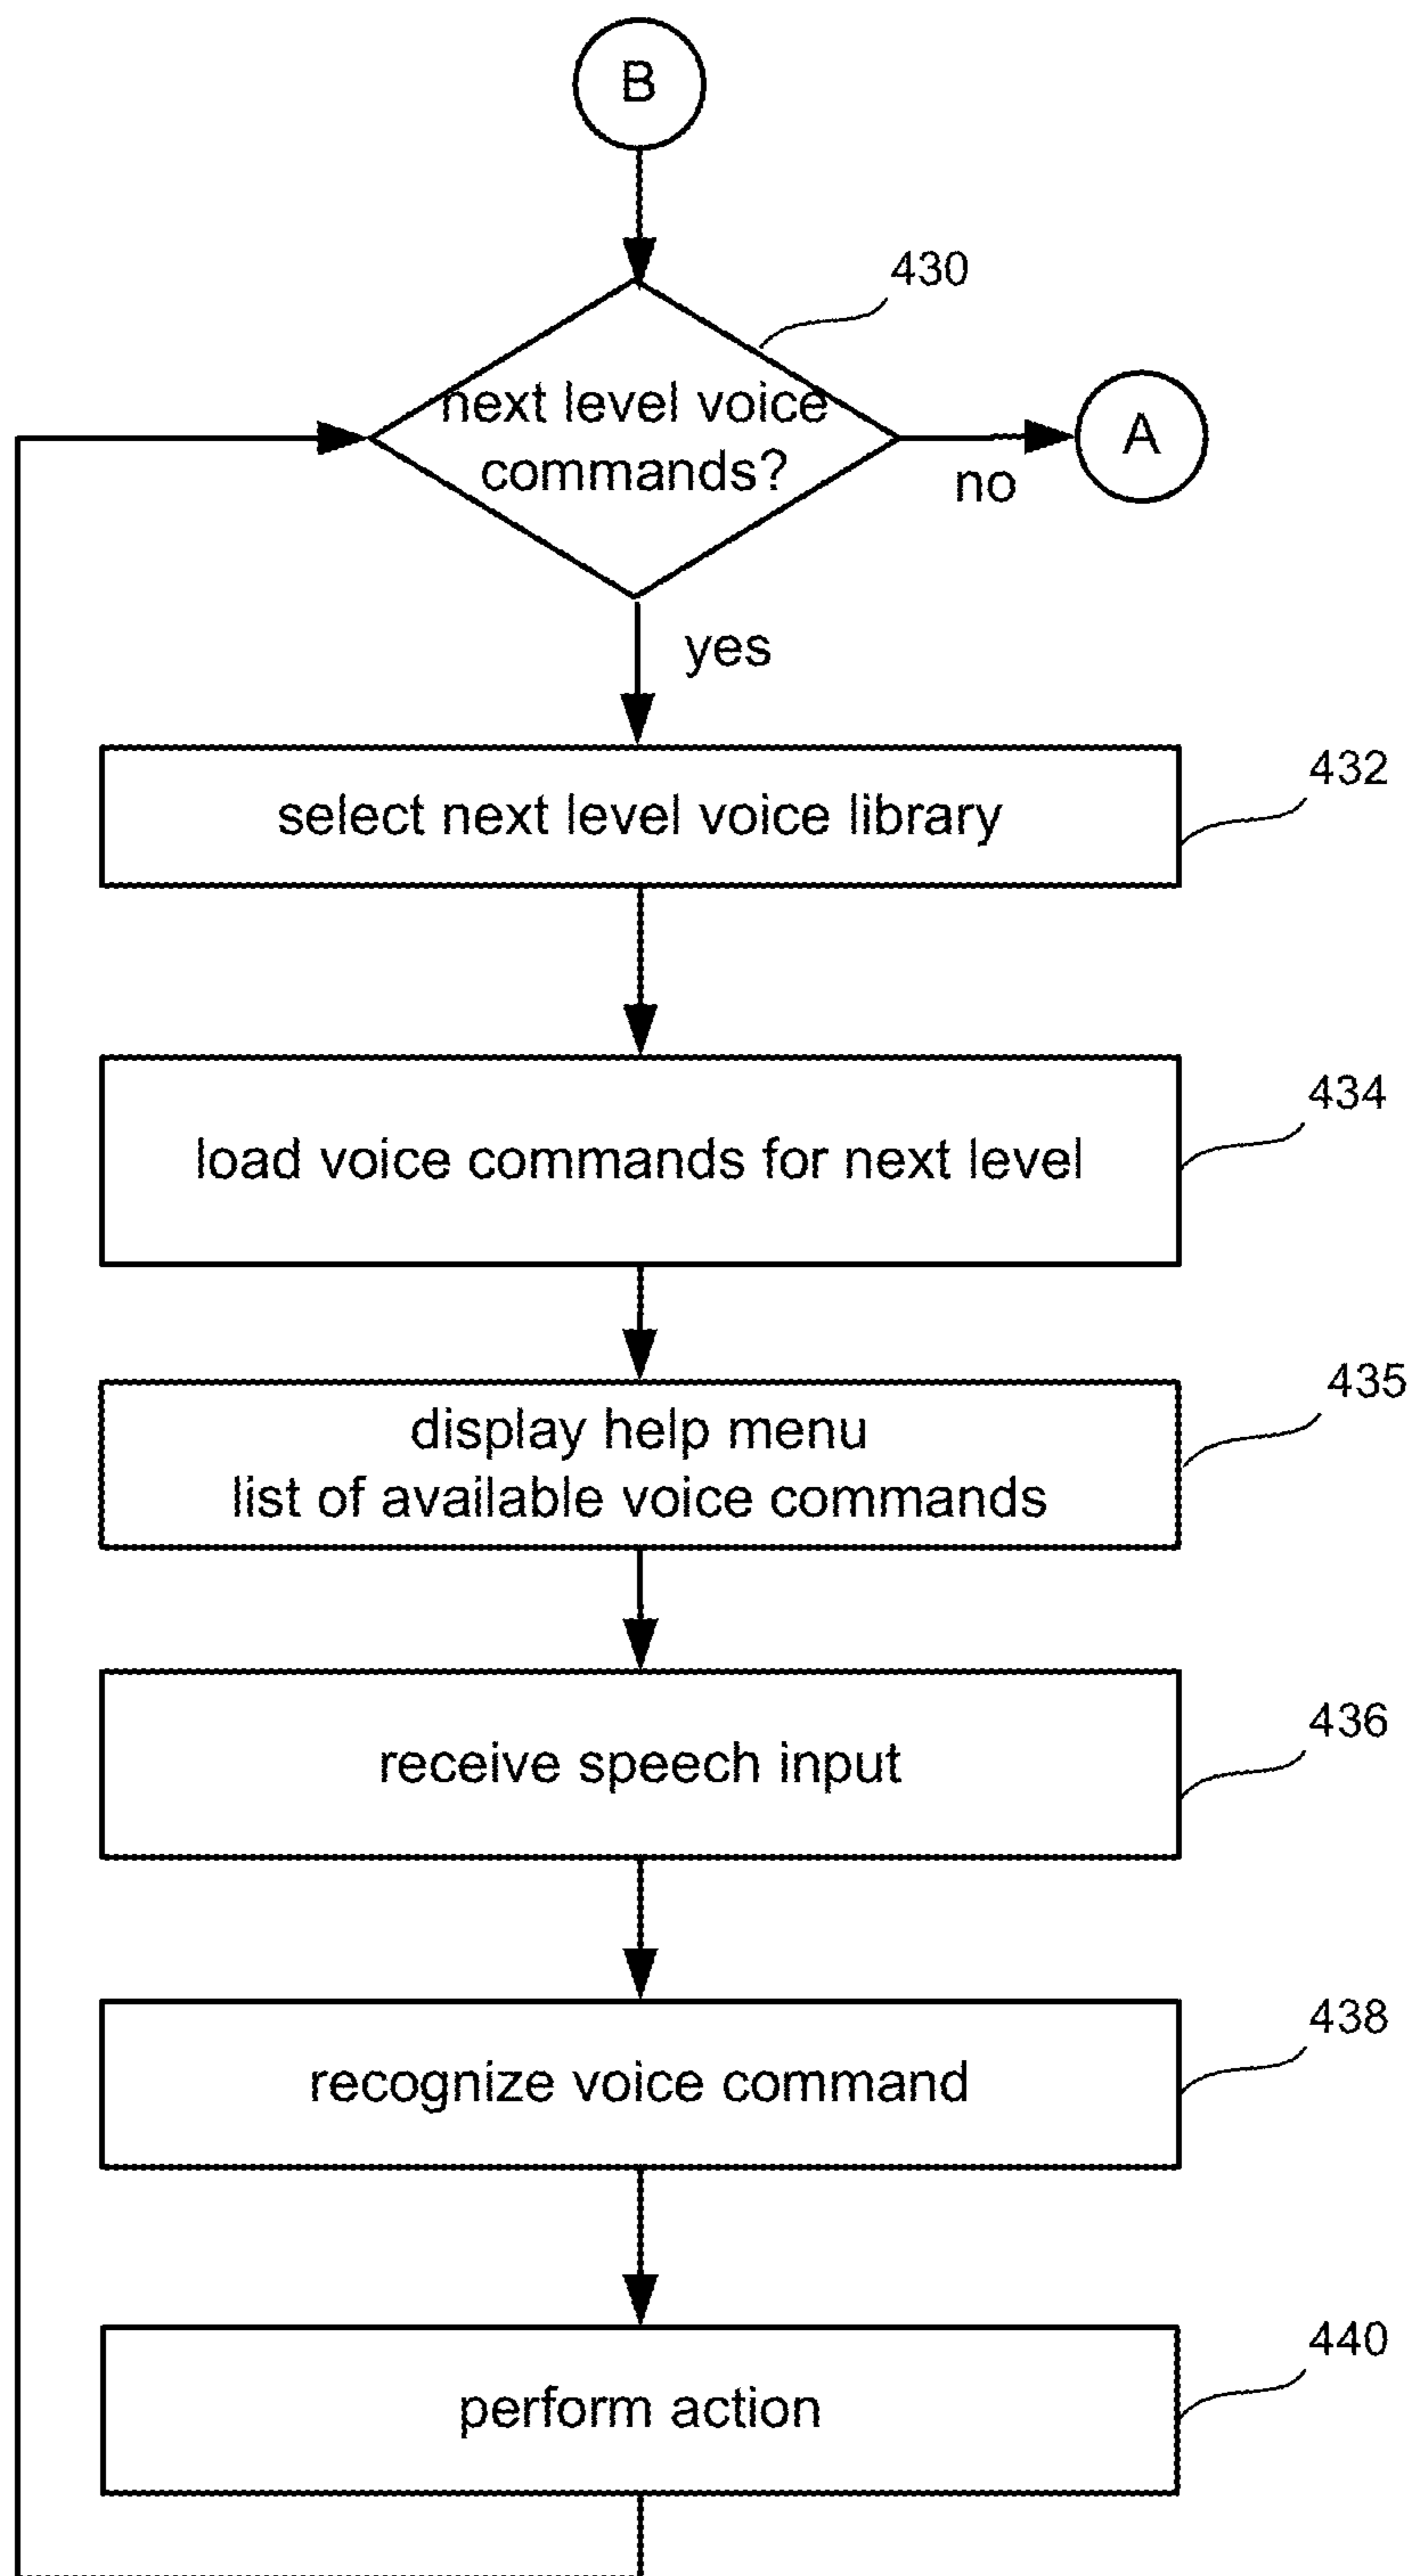 B
430
next level voice
commands?
A
no
yes
select next level voice library
432
load voice commands for next level
434
display help menu
list of available voice commands
435
receive speech input
436
recognize voice command
438
perform action
440